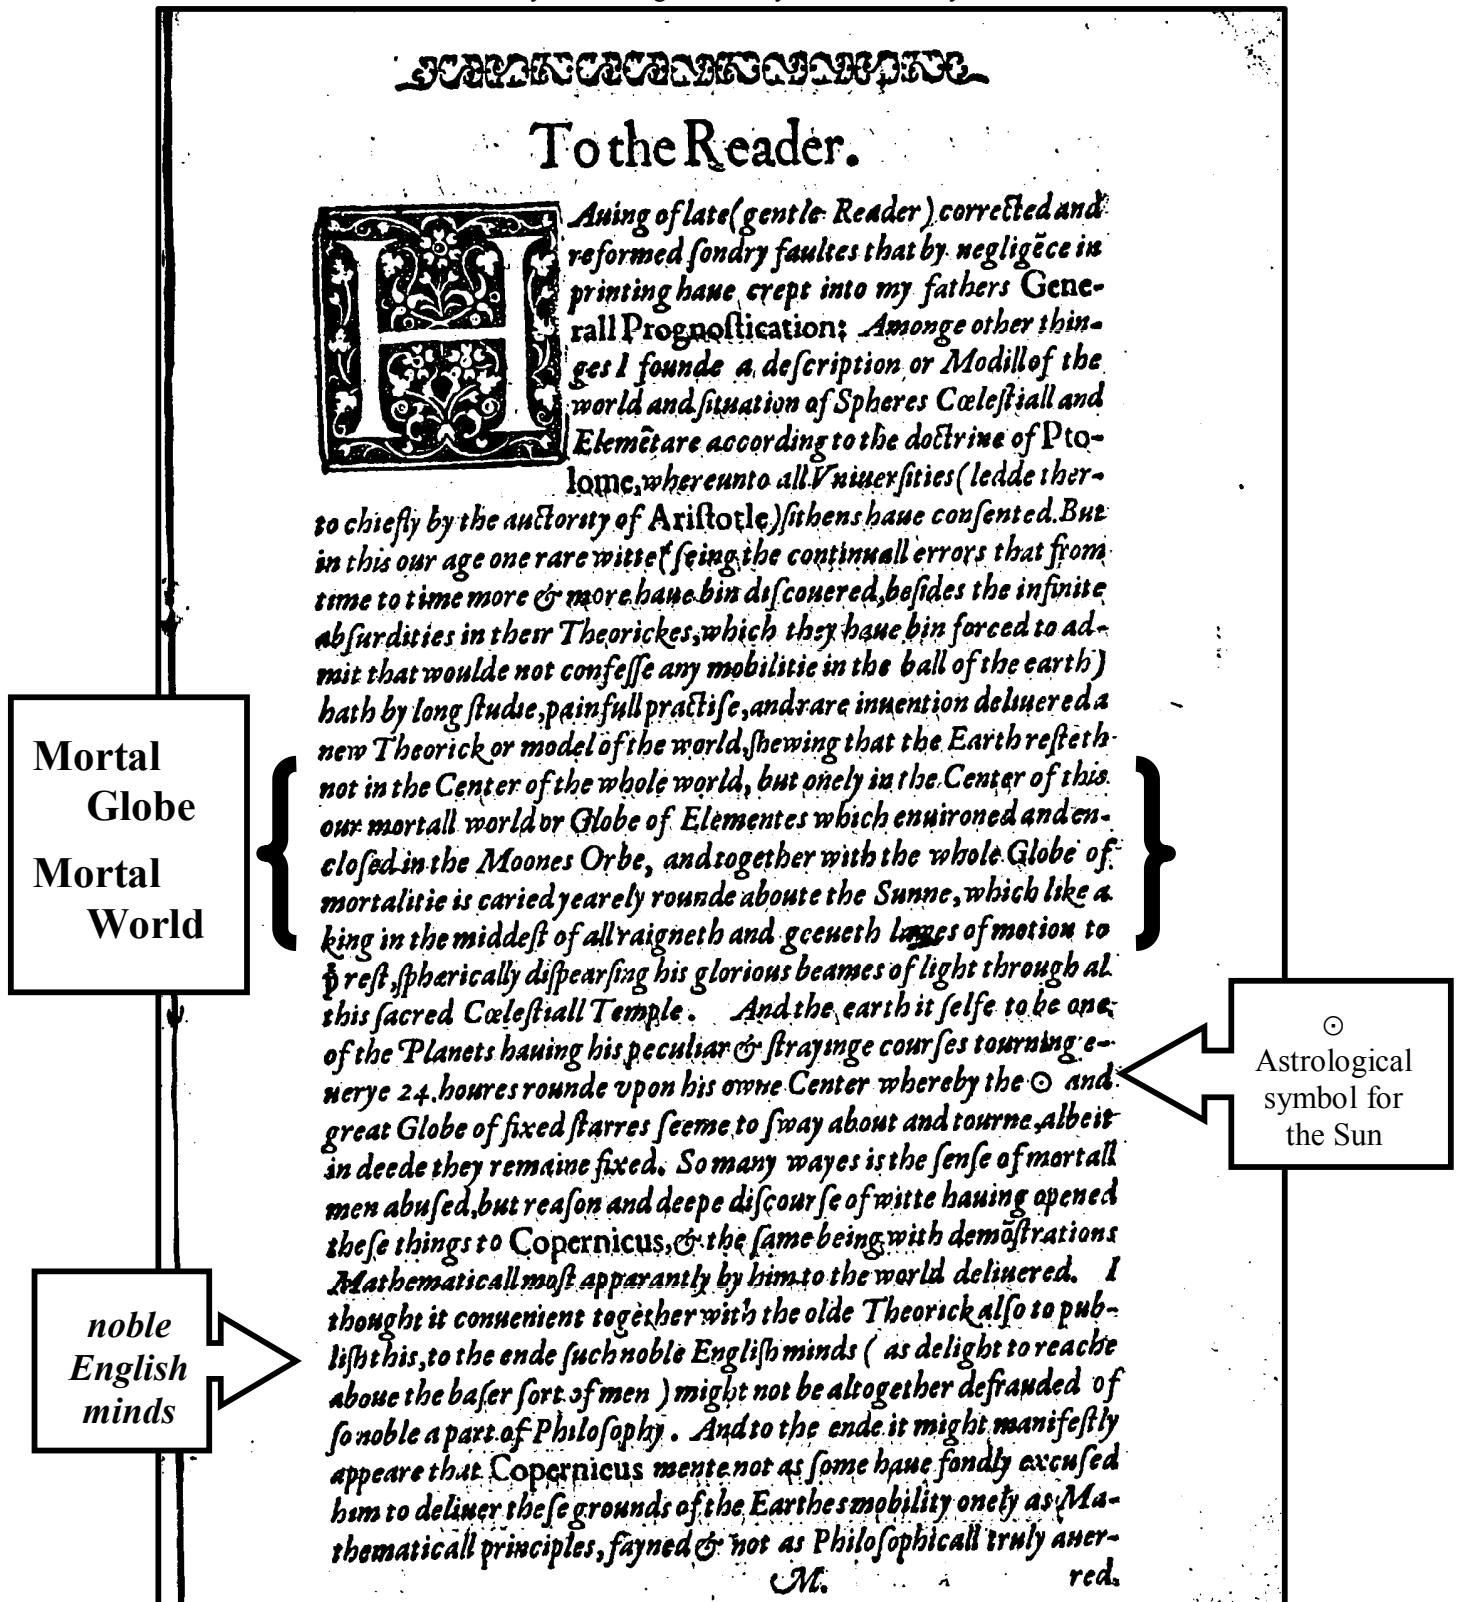 To the Reader.
HAuing of late (gentle Reader) corrected and
reformed ſondry faultes that by negligēce in
printing haue crept into my fathers Gene-
rall Prognoſtication: Amonge other thin-
ges I founde a deſcription or Modill of the
world and ſituation of Spheres Cœleſtiall and
Elemētare according to the doctrine of Pto-
lome, whereunto all Vniuerſities (ledde ther-
to chiefly by the auctority of Ariſtotle) ſithens haue conſented. But
in this our age one rare witte (ſeing the continuall errors that from
time to time more & more haue bin diſcouered, beſides the infinite
abſurdities in their Theorickes, which they haue bin forced to ad-
mit that woulde not confeſſe any mobilitie in the ball of the earth)
hath by long ſtudie, painfull practiſe, and rare inuention deliuered a
new Theorick or model of the world, ſhewing that the Earth reſteth
not in the Center of the whole world, but onely in the Center of this
our mortall world or Globe of Elementes which enuironed and en-
cloſed in the Moones Orbe, and together with the whole Globe of
mortalitie is caried yearely rounde aboute the Sunne, which like a
king in the middeſt of all raigneth and geeueth lawes of motion to
þͤ reſt, ſphærically diſpearſing his glorious beames of light through al
this ſacred Cœleſtiall Temple. And the earth it ſelfe to be one
of the Planets hauing his peculiar & ſtrayinge courſes tourning e-
uerye 24. houres rounde vpon his owne Center whereby the ☉ and
great Globe of fixed ſtarres ſeeme to ſway about and tourne, albeit
in deede they remaine fixed. So many wayes is the ſenſe of mortall
men abuſed, but reaſon and deepe diſcourſe of witte hauing opened
theſe things to Copernicus, & the ſame being with demōſtrations
Mathematicall moſt apparantly by him to the world deliuered. I
thought it conuenient together with the olde Theorick alſo to pub-
liſh this, to the ende ſuch noble Engliſh minds (as delight to reache
aboue the baſer ſort of men) might not be altogether defrauded of
ſo noble a part of Philoſophy. And to the ende it might manifeſtly
appeare that Copernicus mente not as ſome haue fondly excuſed
him to deliuer theſe grounds of the Earthes mobility onely as Ma-
thematicall principles, fayned & not as Philoſophicall truly auer-
M. red.
Mortal
Globe
Mortal
World
☉
Astrological
symbol for
the Sun
noble
English
minds